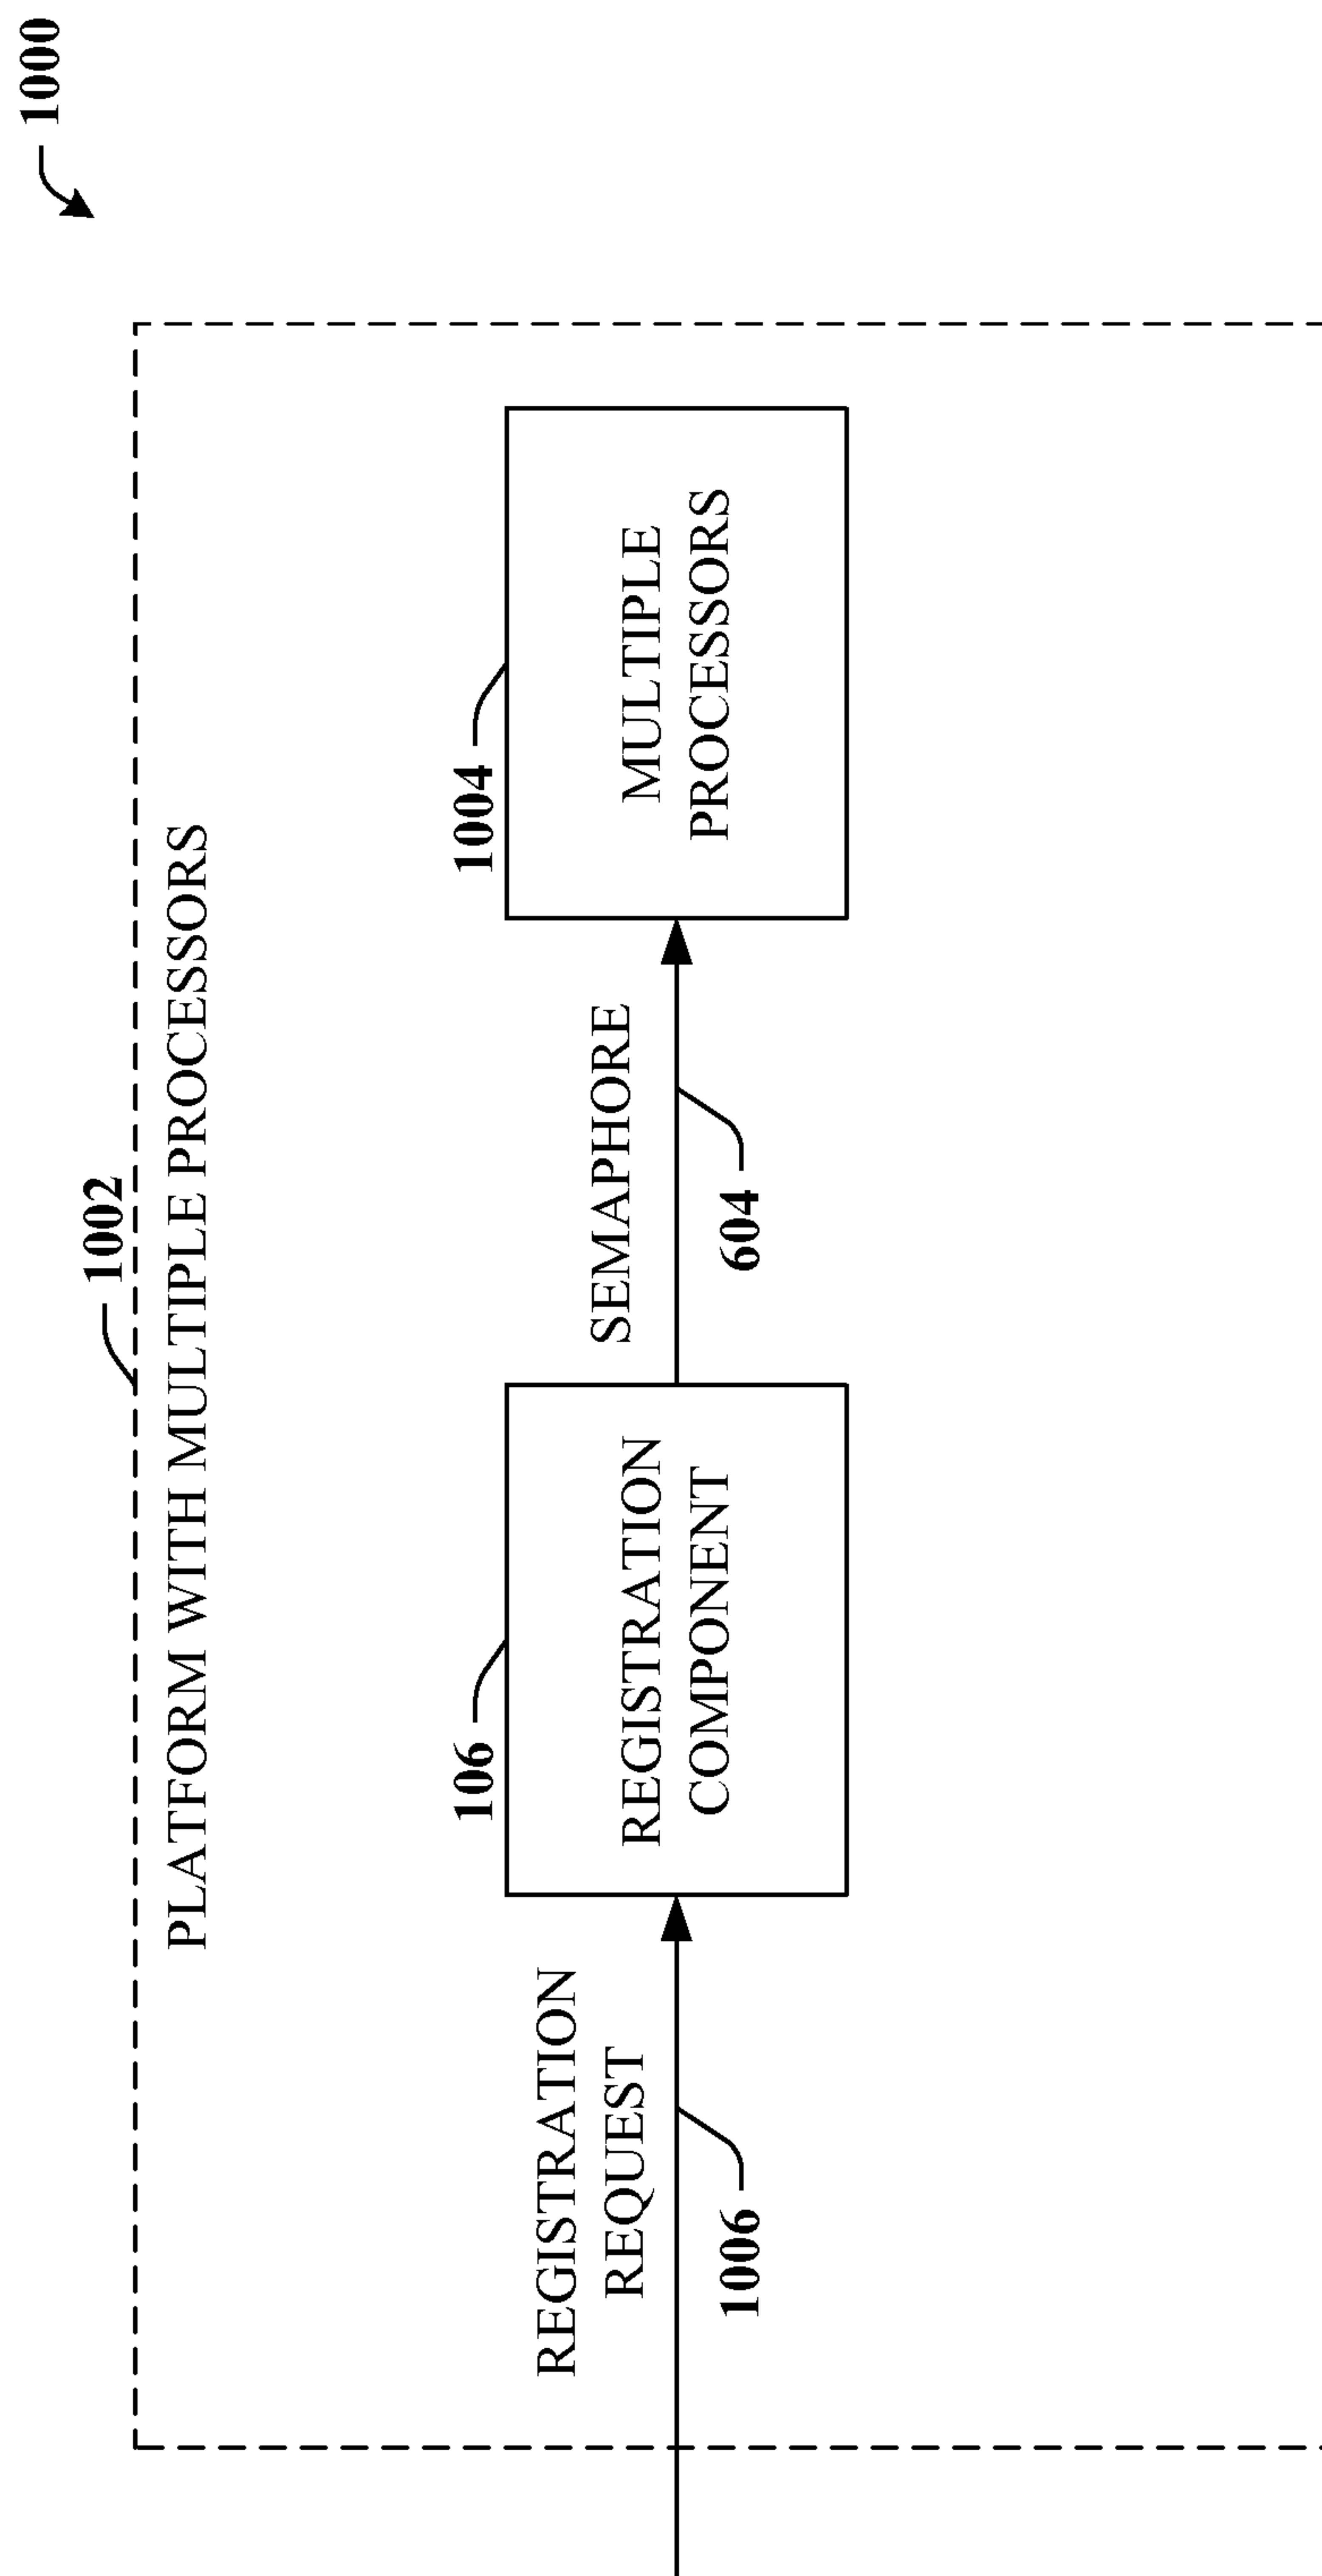 1000
1002
PLATFORM WITH MULTIPLE PROCESSORS
REGISTRATION
REQUEST
1006
106
REGISTRATION
COMPONENT
SEMAPHORE
604
1004
MULTIPLE
PROCESSORS